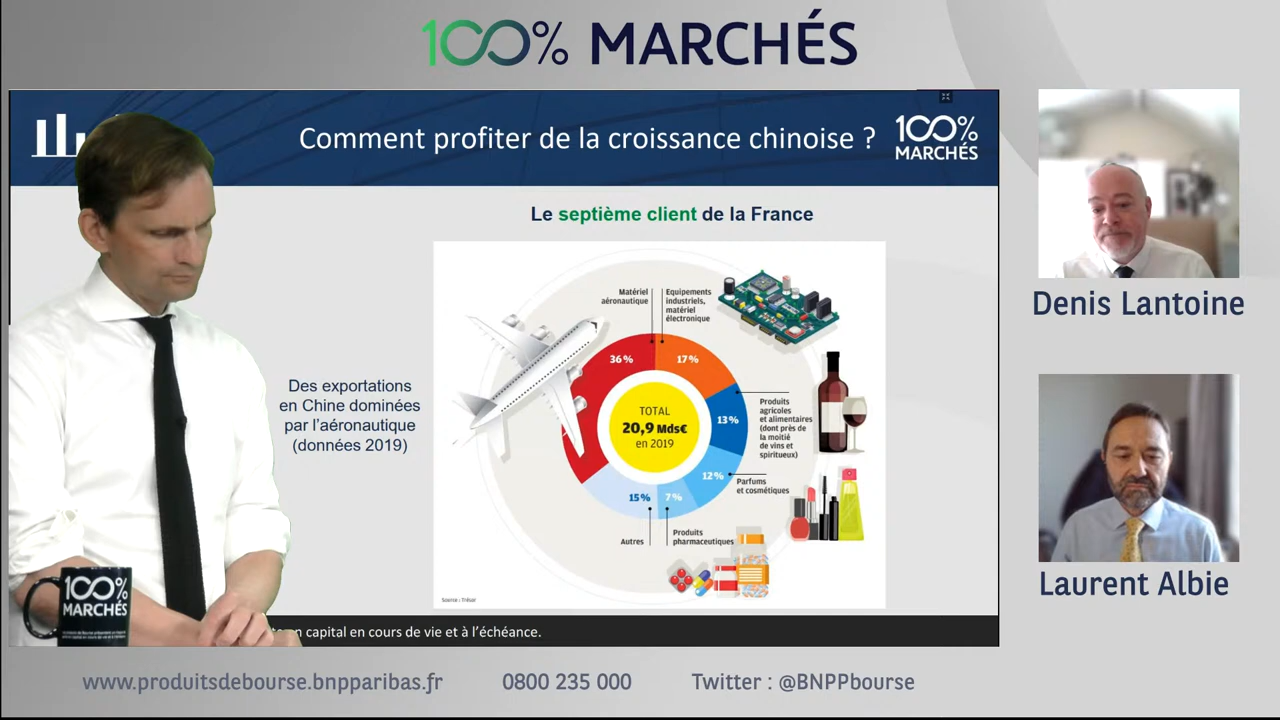 100% MARCHÉS
Comment profiter de la croissance chinoise ?
100%
MARCHÉS
Le septième client de la France
Matériel
aéronautique
Equipements
industriels,
matériel
électronique
36%
17%
Des exportations
en Chine dominées
par l'aéronautique
(données 2019)
TOTAL
20,9 Mds€
en 2019
13%
Produits
agricoles
et alimentaires
(dont près de
la moitié
de vins et
spiritueux)
12%
Parfums
et cosmétiques
15%
7%
Autres
Produits
pharmaceutiques
Source : Trésor
100%
MARCHÉS
en capital en cours de vie et à l'échéance.
Denis Lantoine
Laurent Albie
www.produitsdebourse.bnpparibas.fr 0800 235 000 Twitter : @BNPPbourse